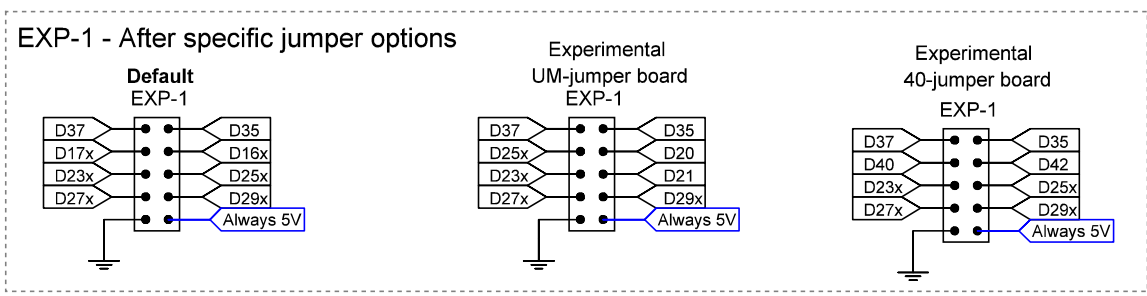 EXP-1 - After specific jumper options
Default
EXP-1
D37 D35
D17x D16x
D23x D25x
D27x D29x
Always 5V
Experimental
UM-jumper board
EXP-1
D37 D35
D25x D20
D23x D21
D27x D29x
Always 5V
Experimental
40-jumper board
EXP-1
D37 D35
D40 D42
D23x D25x
D27x D29x
Always 5V